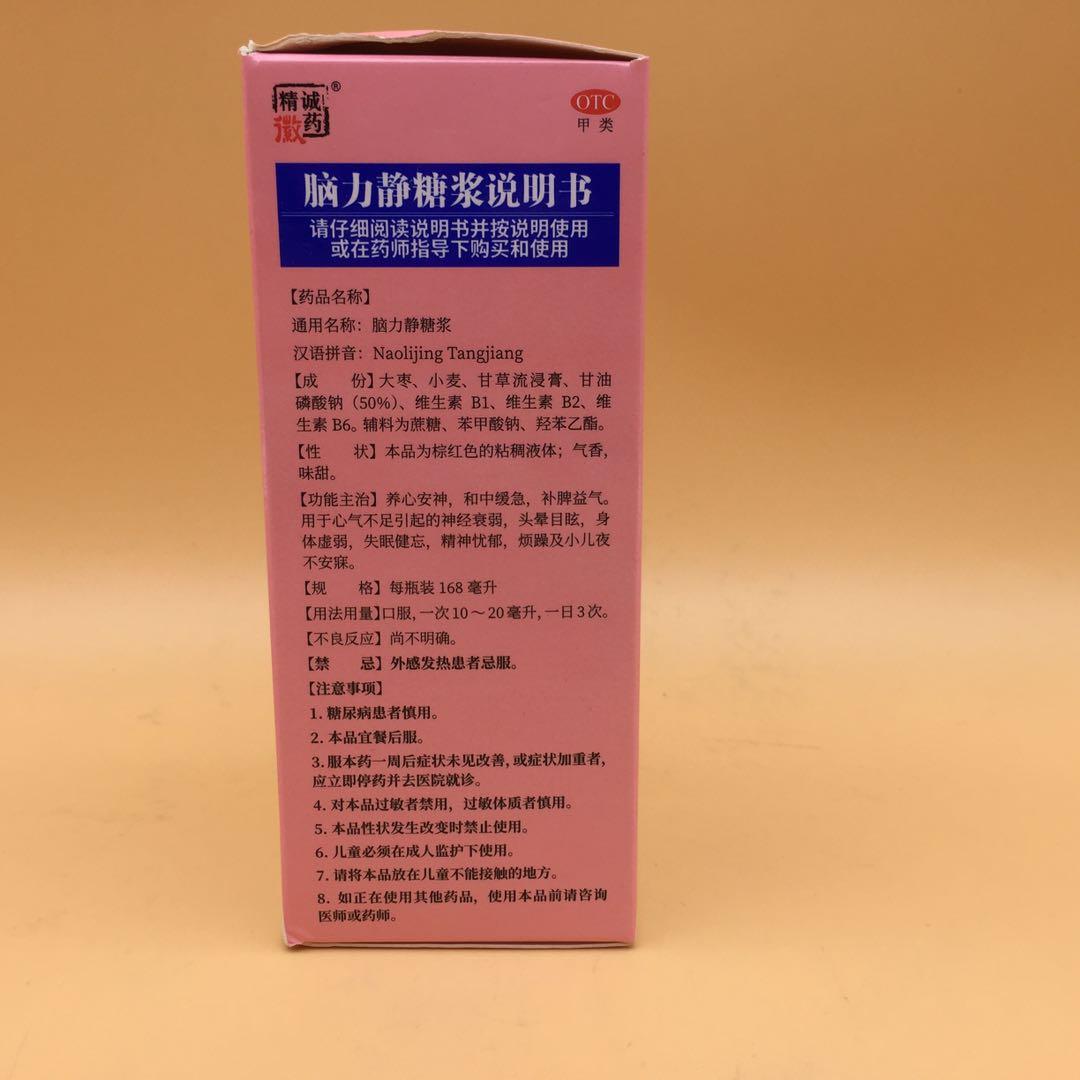 精诚
徽药
®
OTC
甲类
脑力静糖浆说明书
请仔细阅读说明书并按说明使用
或在药师指导下购买和使用
【药品名称】
通用名称：脑力静糖浆
汉语拼音：Naolijing Tangjiang
【成　份】大枣、小麦、甘草流浸膏、甘油
磷酸钠（50%）、维生素 B1、维生素 B2、维
生素 B6。辅料为蔗糖、苯甲酸钠、羟苯乙酯。
【性　状】本品为棕红色的粘稠液体；气香，
味甜。
【功能主治】养心安神，和中缓急，补脾益气。
用于心气不足引起的神经衰弱，头晕目眩，身
体虚弱，失眠健忘，精神忧郁，烦躁及小儿夜
不安寐。
【规　格】每瓶装 168 毫升
【用法用量】口服，一次 10～20 毫升，一日 3 次。
【不良反应】尚不明确。
【禁　忌】外感发热患者忌服。
【注意事项】
1. 糖尿病患者慎用。
2. 本品宜餐后服。
3. 服本药一周后症状未见改善，或症状加重者，
应立即停药并去医院就诊。
4. 对本品过敏者禁用，过敏体质者慎用。
5. 本品性状发生改变时禁止使用。
6. 儿童必须在成人监护下使用。
7. 请将本品放在儿童不能接触的地方。
8. 如正在使用其他药品，使用本品前请咨询
医师或药师。